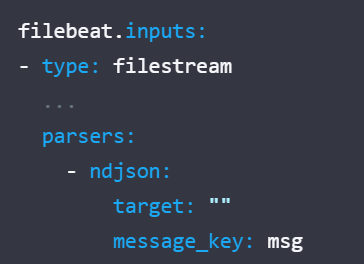 filebeat.inputs:
- type: filestream
  ...
  parsers:
    - ndjson:
        target: ""
        message_key: msg